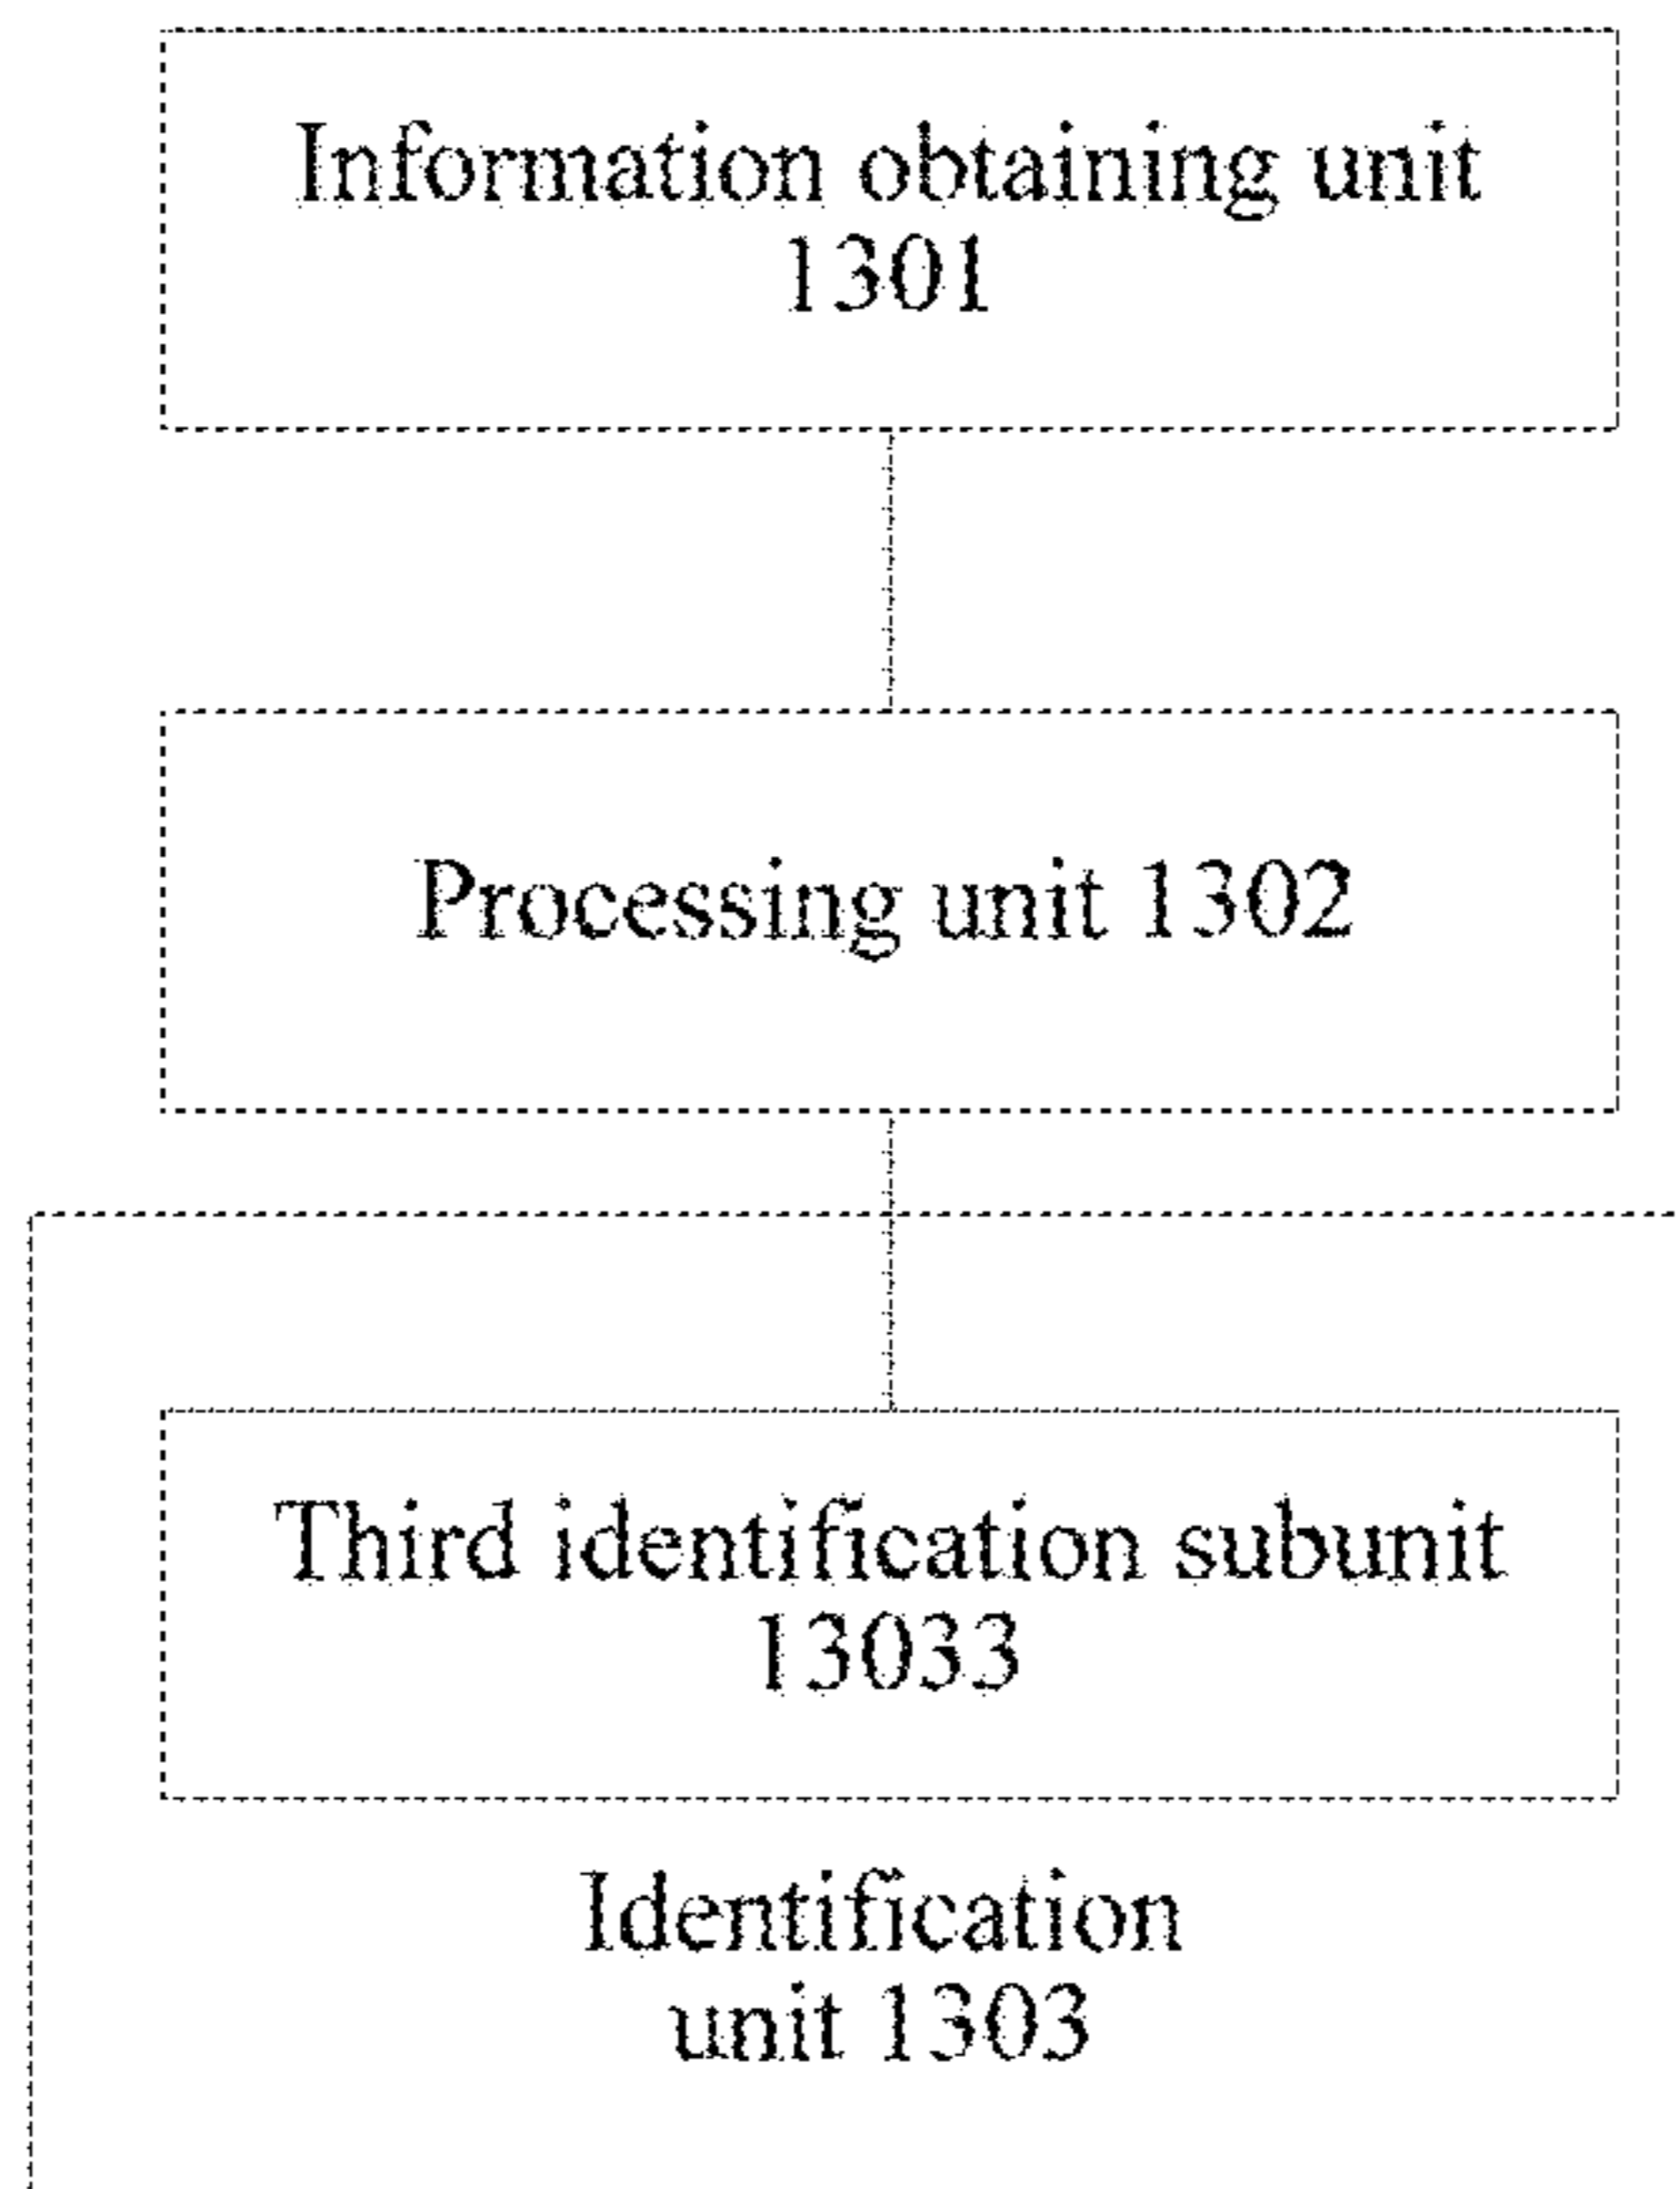 Information obtaining unit
1301
Processing unit 1302
Third identification subunit
13033
Identification
unit 1303